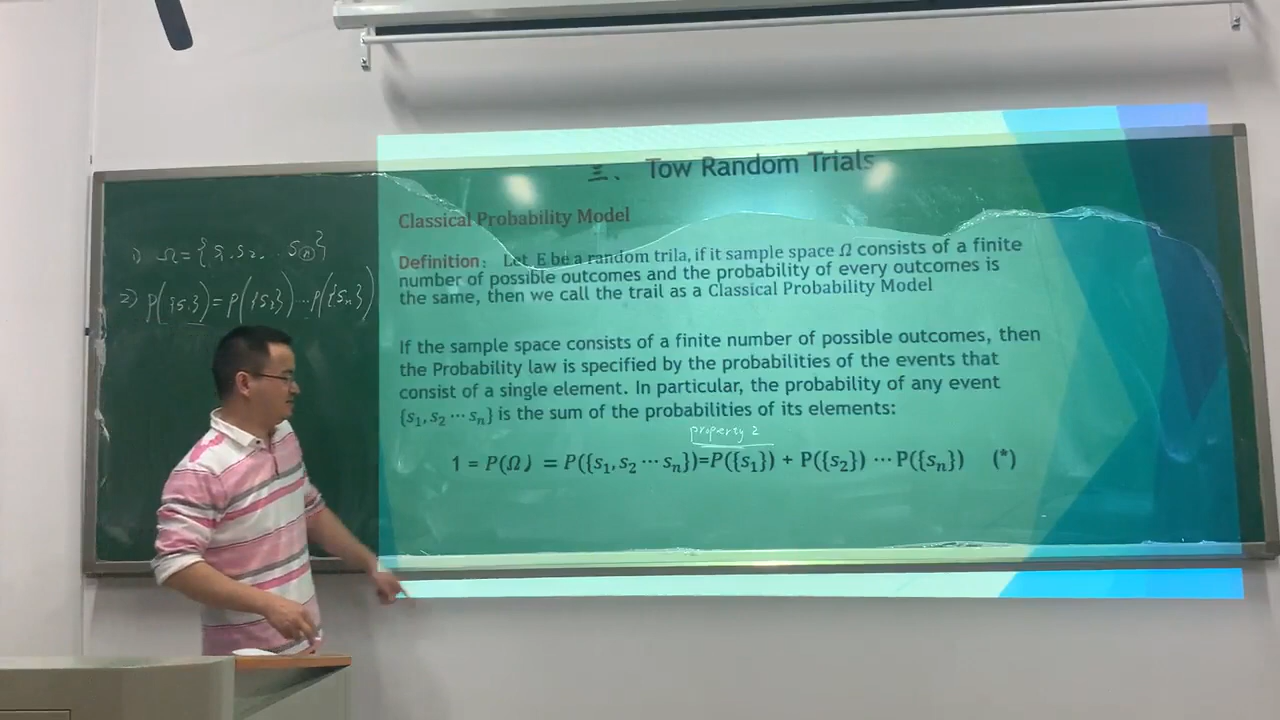 三、 Tow Random Trials
Classical Probability Model
Definition： Let E be a random trila, if it sample space Ω consists of a finite
number of possible outcomes and the probability of every outcomes is
the same, then we call the trail as a Classical Probability Model
If the sample space consists of a finite number of possible outcomes, then
the Probability law is specified by the probabilities of the events that
consist of a single element. In particular, the probability of any event
{s₁, s₂ ⋯ sₙ} is the sum of the probabilities of its elements:
property 2
1 = P(Ω) = P({s₁, s₂ ⋯ sₙ})=P({s₁}) + P({s₂}) ⋯ P({sₙ}) (*)
1) Ω={s₁, s₂, ... sₙ}
2) P({s₁})=P({s₂})...P({sₙ})